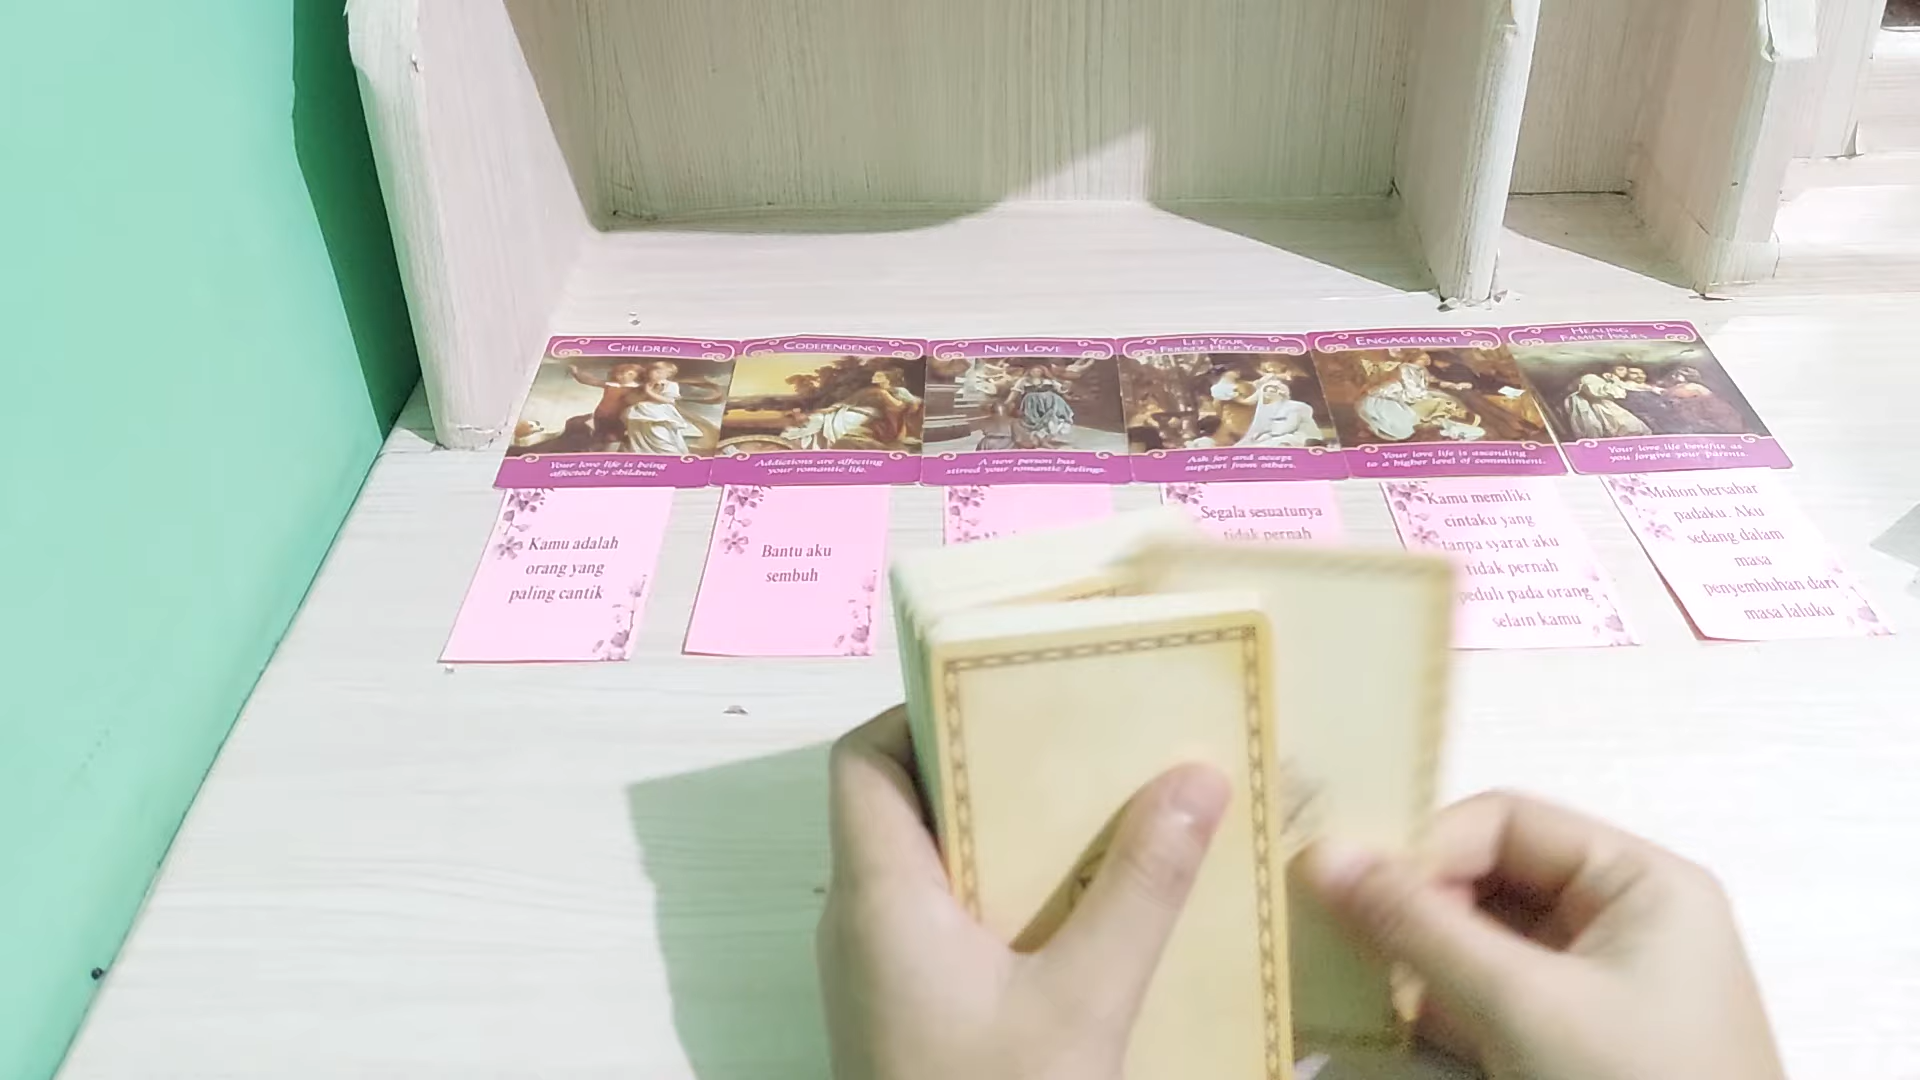 CHILDREN
Your love life is being
affected by children.
CODEPENDENCY
Addictions are affecting
your romantic life.
NEW LOVE
A new person has
stirred your romantic feelings.
LET YOUR
FRIENDS HELP YOU
Ask for and accept
support from others.
ENGAGEMENT
Your love life is ascending
to a higher level of commitment.
HEALING
FAMILY ISSUES
Your love life benefits as
you forgive your parents.
Kamu adalah
orang yang
paling cantik
Bantu aku
sembuh
Segala sesuatunya
tidak pernah
Kamu memiliki
cintaku yang
tanpa syarat aku
tidak pernah
peduli pada orang
selain kamu
Mohon bersabar
padaku. Aku
sedang dalam
masa
penyembuhan dari
masa laluku